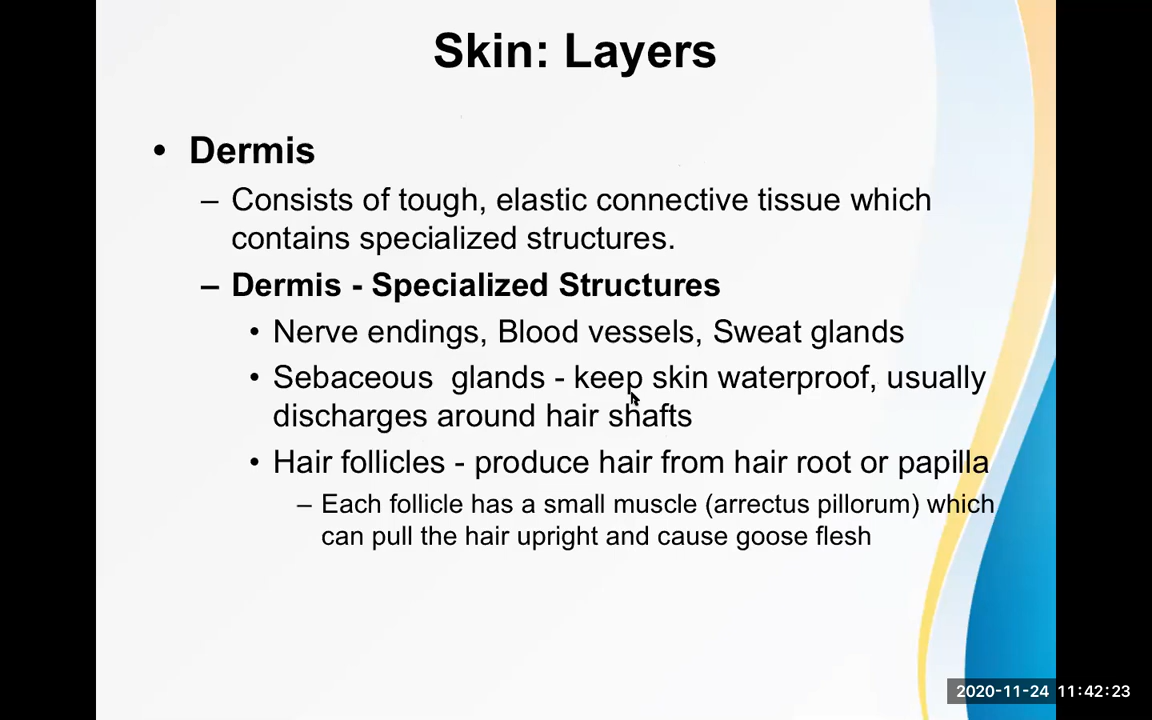 Skin: Layers
• Dermis
– Consists of tough, elastic connective tissue which
contains specialized structures.
– Dermis - Specialized Structures
• Nerve endings, Blood vessels, Sweat glands
• Sebaceous  glands - keep skin waterproof, usually
discharges around hair shafts
• Hair follicles - produce hair from hair root or papilla
– Each follicle has a small muscle (arrectus pillorum) which
can pull the hair upright and cause goose flesh
2020-11-24 11:42:23